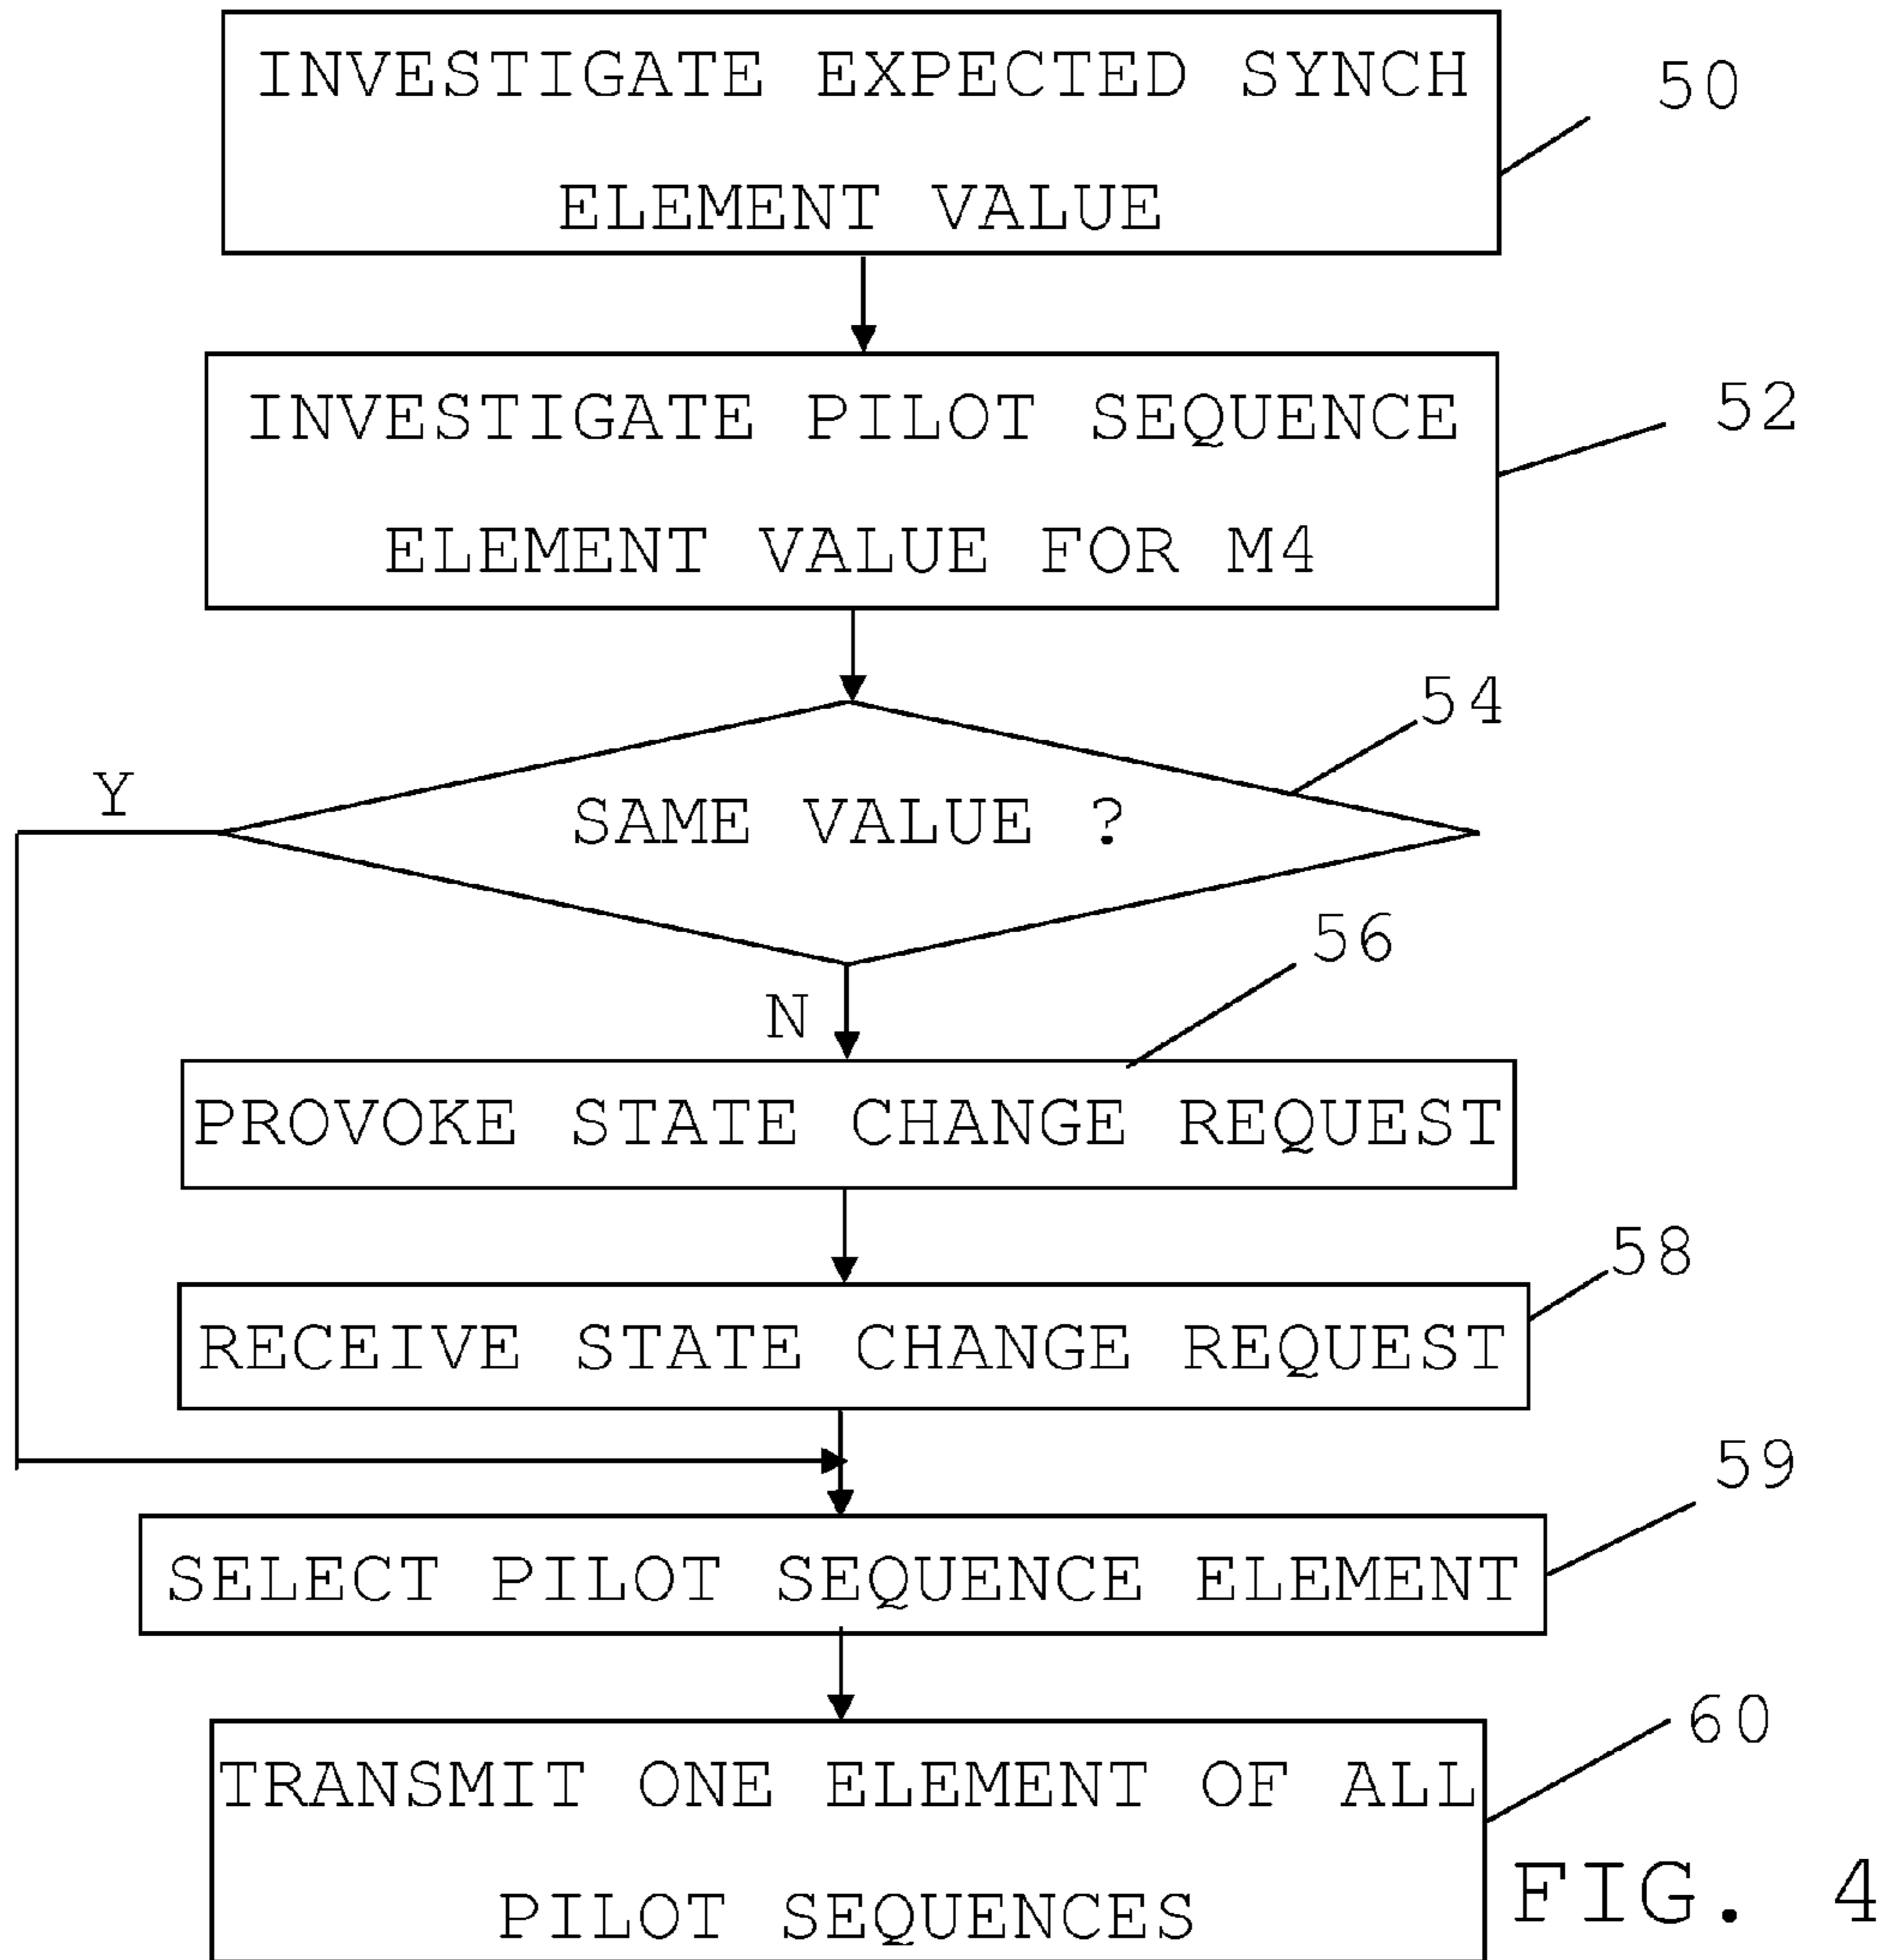 INVESTIGATE EXPECTED SYNCH
ELEMENT VALUE
50
INVESTIGATE PILOT SEQUENCE
ELEMENT VALUE FOR M4
52
54
Y
SAME VALUE ?
56
N
PROVOKE STATE CHANGE REQUEST
58
RECEIVE STATE CHANGE REQUEST
59
SELECT PILOT SEQUENCE ELEMENT
60
TRANSMIT ONE ELEMENT OF ALL
PILOT SEQUENCES
FIG. 4